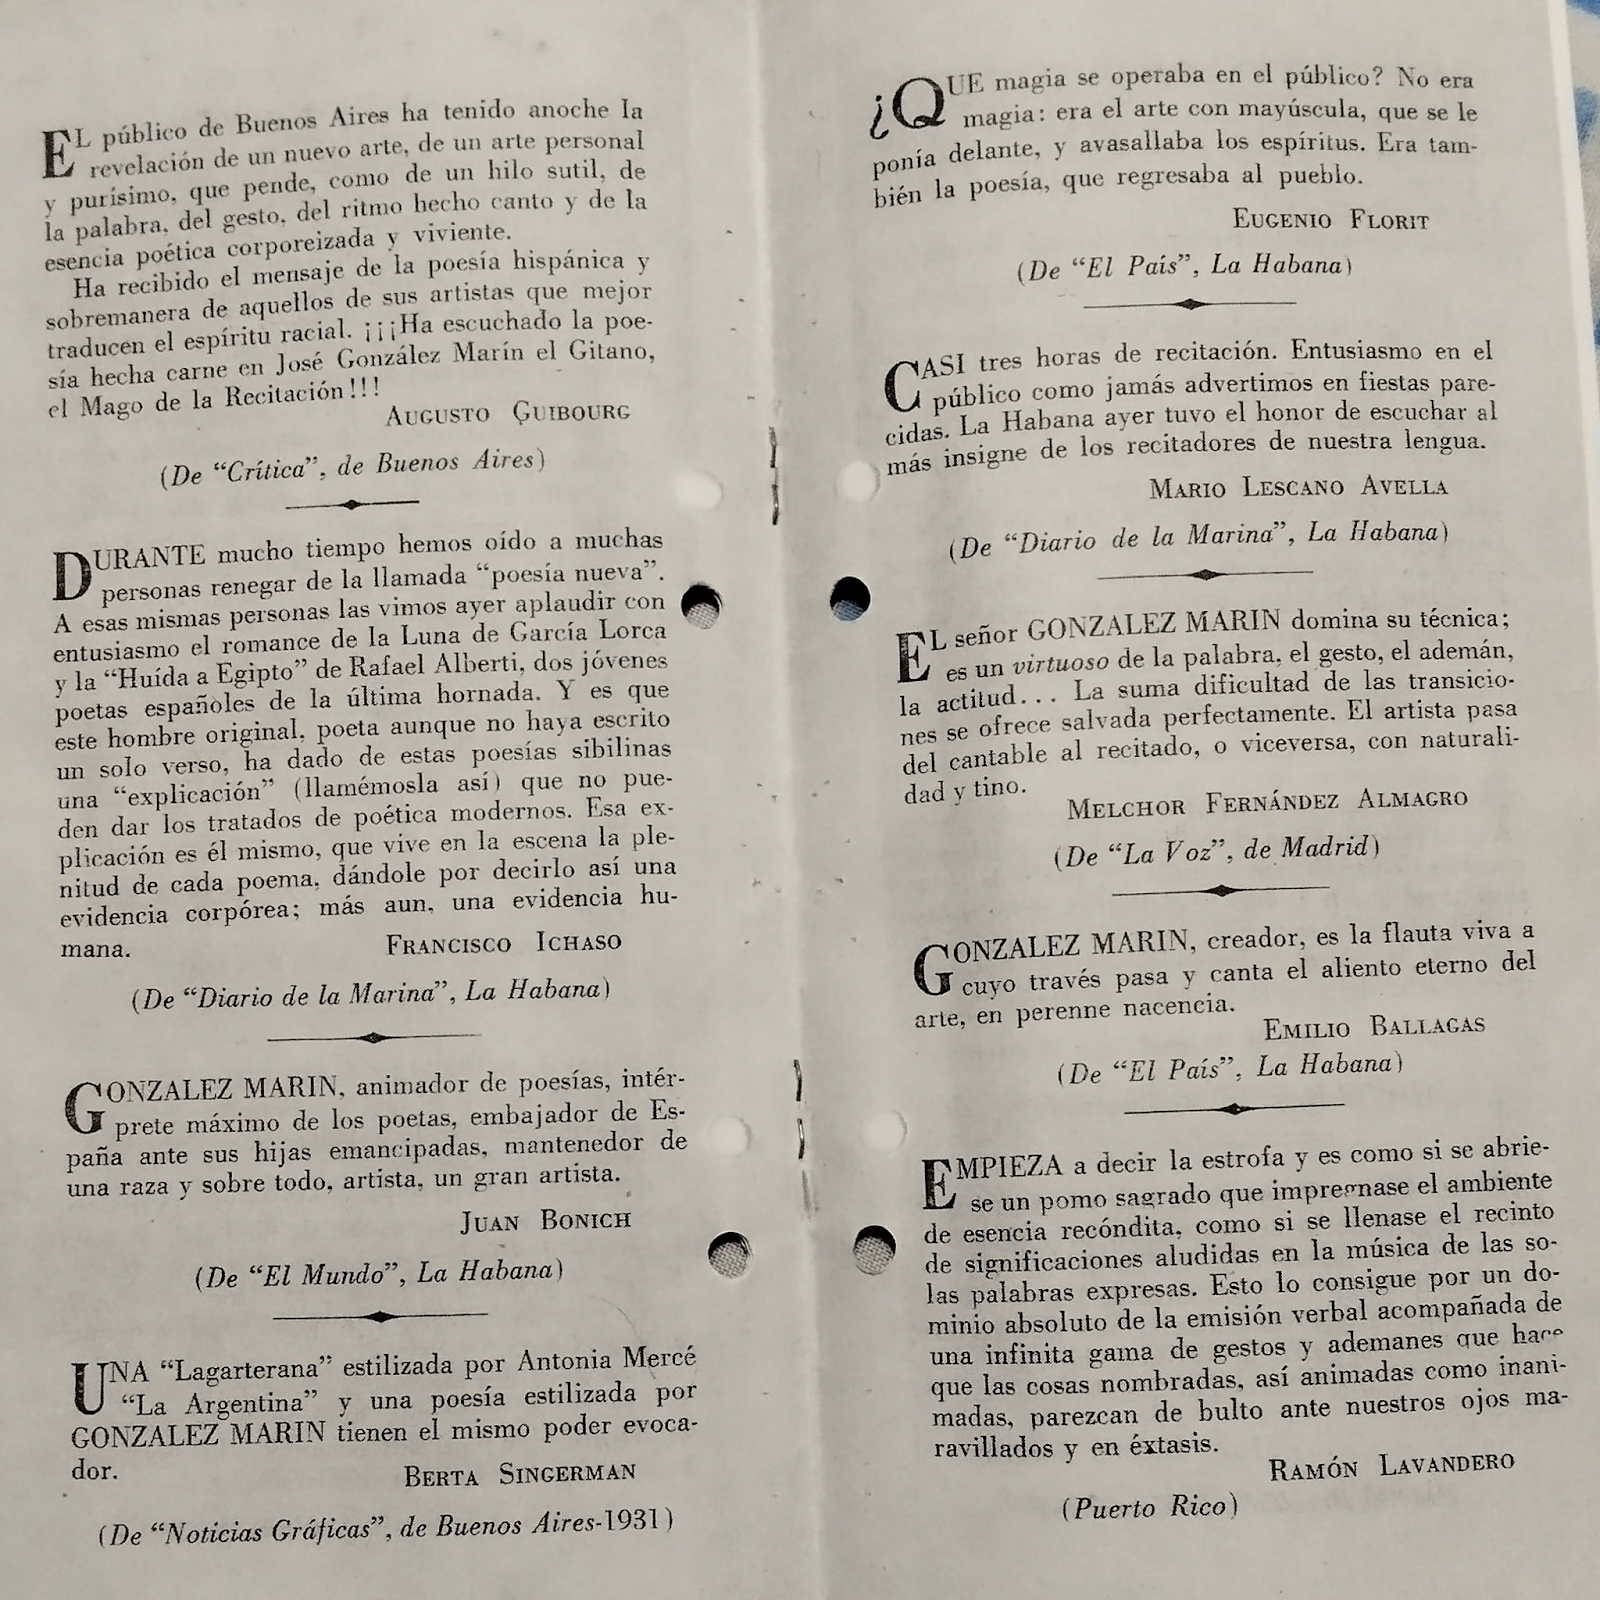 EL público de Buenos Aires ha tenido anoche la
revelación de un nuevo arte, de un arte personal
y purísimo, que pende, como de un hilo sutil, de
la palabra, del gesto, del ritmo hecho canto y de la
esencia poética corporeizada y viviente.
Ha recibido el mensaje de la poesía hispánica y
sobremanera de aquellos de sus artistas que mejor
traducen el espíritu racial. ¡¡¡Ha escuchado la poe-
sía hecha carne en José González Marín el Gitano,
el Mago de la Recitación!!!
AUGUSTO GUIBOURG
(De “Crítica”, de Buenos Aires)
DURANTE mucho tiempo hemos oído a muchas
personas renegar de la llamada “poesía nueva”.
A esas mismas personas las vimos ayer aplaudir con
entusiasmo el romance de la Luna de García Lorca
y la “Huída a Egipto” de Rafael Alberti, dos jóvenes
poetas españoles de la última hornada. Y es que
este hombre original, poeta aunque no haya escrito
un solo verso, ha dado de estas poesías sibilinas
una “explicación” (llamémosla así) que no pue-
den dar los tratados de poética modernos. Esa ex-
plicación es él mismo, que vive en la escena la ple-
nitud de cada poema, dándole por decirlo así una
evidencia corpórea; más aun, una evidencia hu-
mana.
FRANCISCO ICHASO
(De “Diario de la Marina”, La Habana)
GONZALEZ MARIN, animador de poesías, intér-
prete máximo de los poetas, embajador de Es-
paña ante sus hijas emancipadas, mantenedor de
una raza y sobre todo, artista, un gran artista.
JUAN BONICH
(De “El Mundo”, La Habana)
UNA “Lagarterana” estilizada por Antonia Mercé
“La Argentina” y una poesía estilizada por
GONZALEZ MARIN tienen el mismo poder evoca-
dor.
BERTA SINGERMAN
(De “Noticias Gráficas”, de Buenos Aires-1931)
¿QUE magia se operaba en el público? No era
magia: era el arte con mayúscula, que se le
ponía delante, y avasallaba los espíritus. Era tam-
bién la poesía, que regresaba al pueblo.
EUGENIO FLORIT
(De “El País”, La Habana)
CASI tres horas de recitación. Entusiasmo en el
público como jamás advertimos en fiestas pare-
cidas. La Habana ayer tuvo el honor de escuchar al
más insigne de los recitadores de nuestra lengua.
MARIO LESCANO AVELLA
(De “Diario de la Marina”, La Habana)
EL señor GONZALEZ MARIN domina su técnica;
es un virtuoso de la palabra, el gesto, el ademán,
la actitud... La suma dificultad de las transicio-
nes se ofrece salvada perfectamente. El artista pasa
del cantable al recitado, o viceversa, con naturali-
dad y tino.
MELCHOR FERNÁNDEZ ALMAGRO
(De “La Voz”, de Madrid)
GONZALEZ MARIN, creador, es la flauta viva a
cuyo través pasa y canta el aliento eterno del
arte, en perenne nacencia.
EMILIO BALLAGAS
(De “El País”, La Habana)
EMPIEZA a decir la estrofa y es como si se abrie-
se un pomo sagrado que impregnase el ambiente
de esencia recóndita, como si se llenase el recinto
de significaciones aludidas en la música de las so-
las palabras expresas. Esto lo consigue por un do-
minio absoluto de la emisión verbal acompañada de
una infinita gama de gestos y ademanes que hace
que las cosas nombradas, así animadas como inani-
madas, parezcan de bulto ante nuestros ojos ma-
ravillados y en éxtasis.
RAMÓN LAVANDERO
(Puerto Rico)